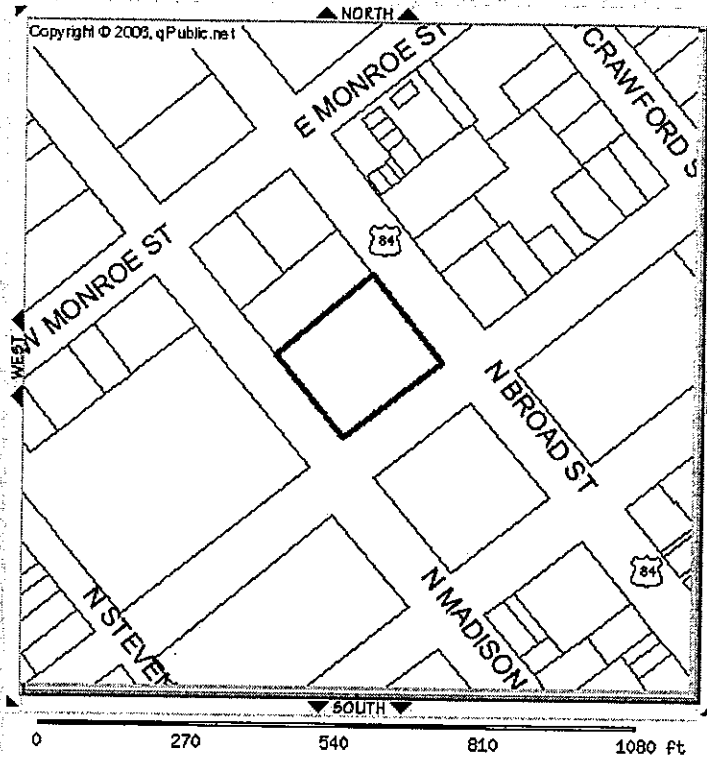 NORTH
Copyright © 2003, qPublic.net
E MONROE ST
CRAWFORD S
84
W MONROE ST
WEST
N BROAD ST
84
N STEVEN
N MADISON
SOUTH
0 270 540 810 1080 ft